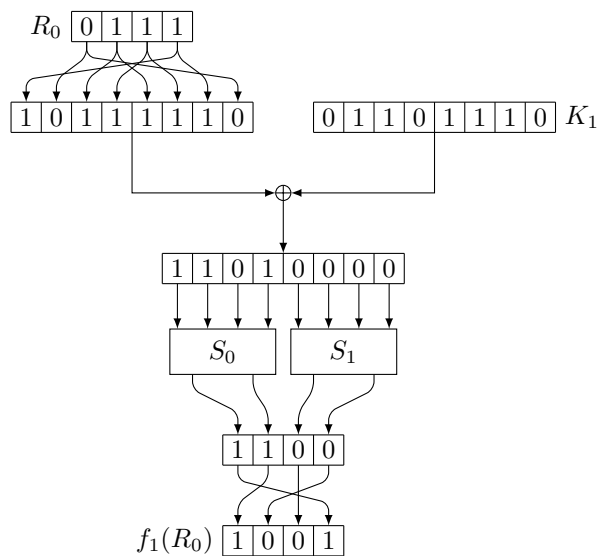 R₀ 0 1 1 1
1 0 1 1 1 1 1 0 0 1 1 0 1 1 1 0 K₁
⊕
1 1 0 1 0 0 0 0
S₀ S₁
1 1 0 0
f₁(R₀) 1 0 0 1